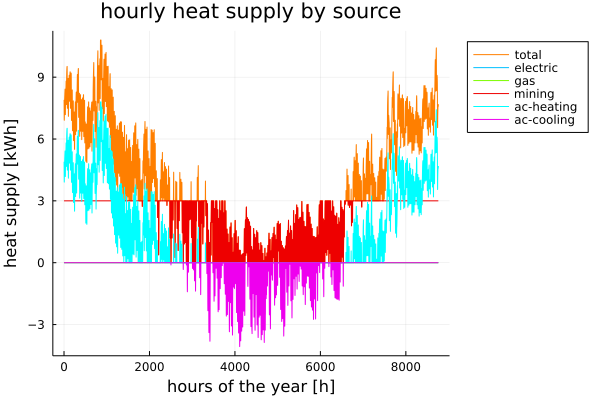 hourly heat supply by source
heat supply [kWh]
9
6
3
0
−3
0
2000
4000
6000
8000
hours of the year [h]
total
electric
gas
mining
ac-heating
ac-cooling